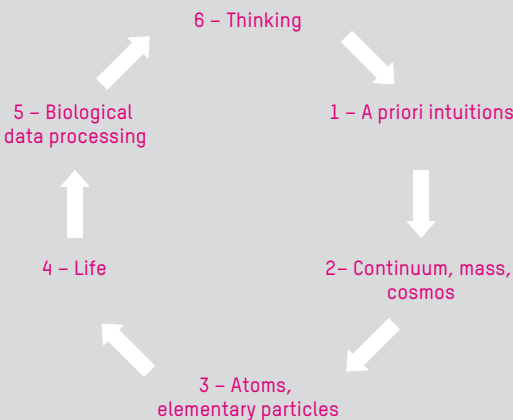 6 – Thinking
5 – Biological
data processing
1 – A priori intuitions
4 – Life
2– Continuum, mass,
cosmos
3 – Atoms,
elementary particles